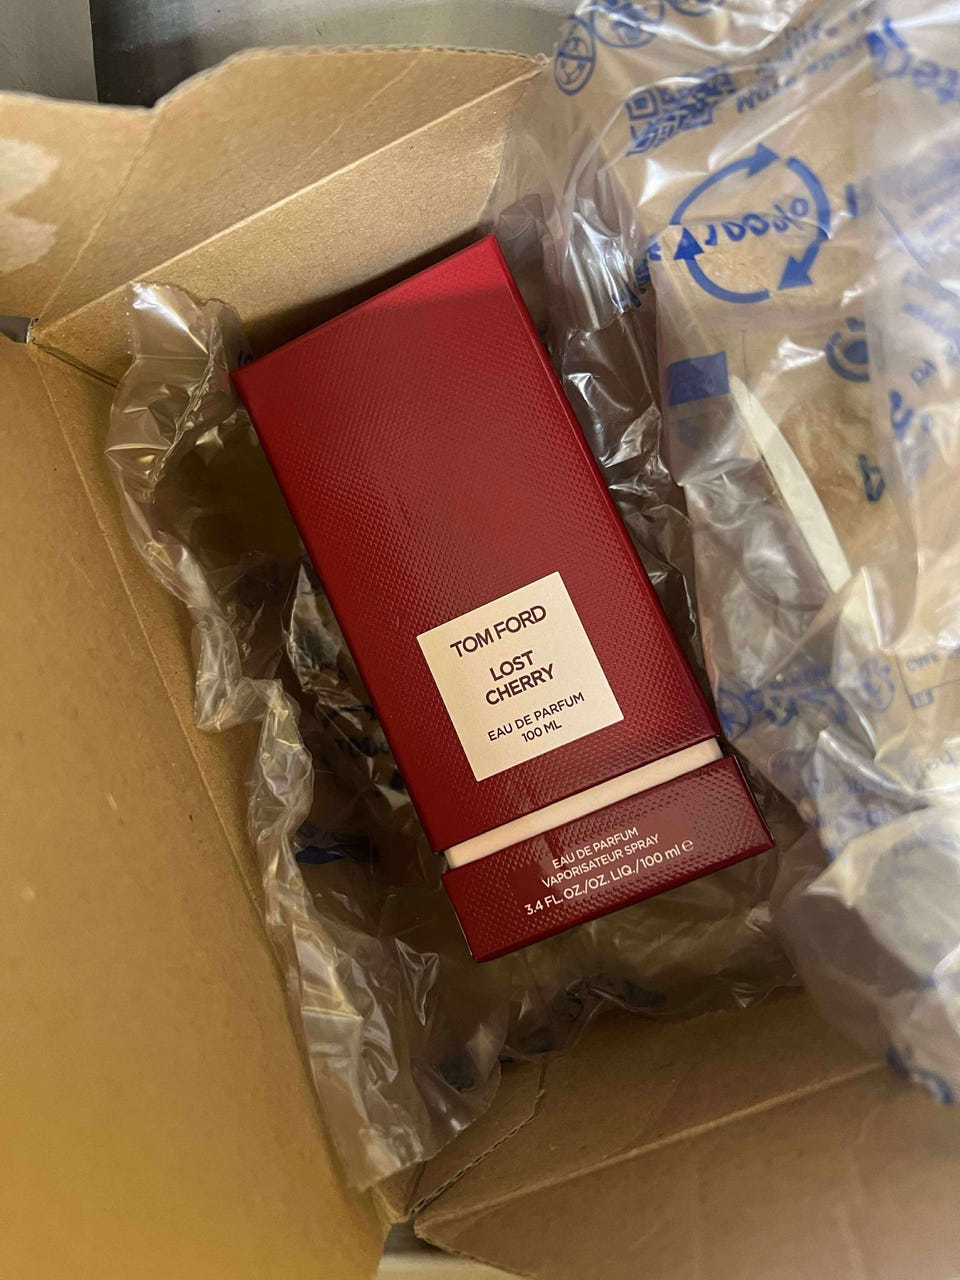 100%
TOM FORD
LOST
CHERRY
EAU DE PARFUM
100 ML
EAU DE PARFUM
VAPORISATEUR SPRAY
3.4 FL. OZ./OZ. LIQ./100 ml ℮